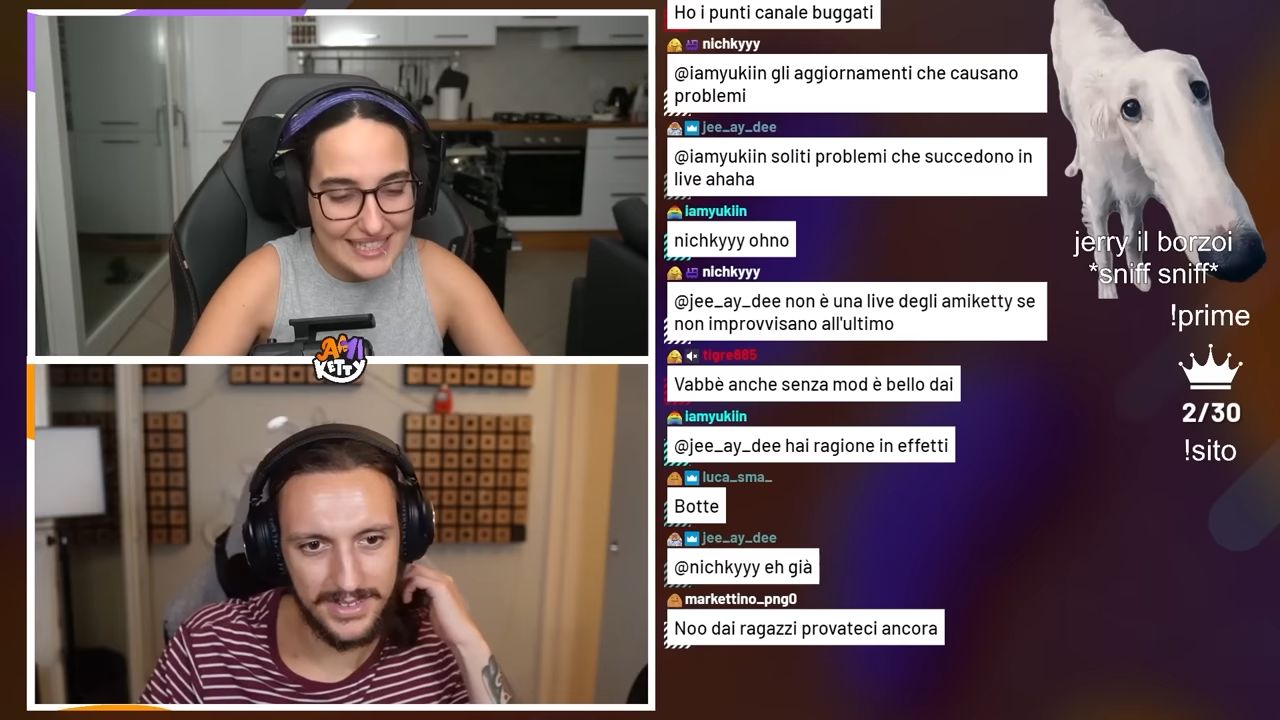 Ho i punti canale buggati
nichkyyy
@iamyukiin gli aggiornamenti che causano
problemi
jee_ay_dee
@iamyukiin soliti problemi che succedono in
live ahaha
iamyukiin
nichkyyy ohno
nichkyyy
@jee_ay_dee non è una live degli amiketty se
non improvvisano all'ultimo
tigre885
Vabbè anche senza mod è bello dai
iamyukiin
@jee_ay_dee hai ragione in effetti
luca_sma_
Botte
jee_ay_dee
@nichkyyy eh già
markettino_png0
Noo dai ragazzi provateci ancora
AMI
KETTY
jerry il borzoi
*sniff sniff*
!prime
2/30
!sito